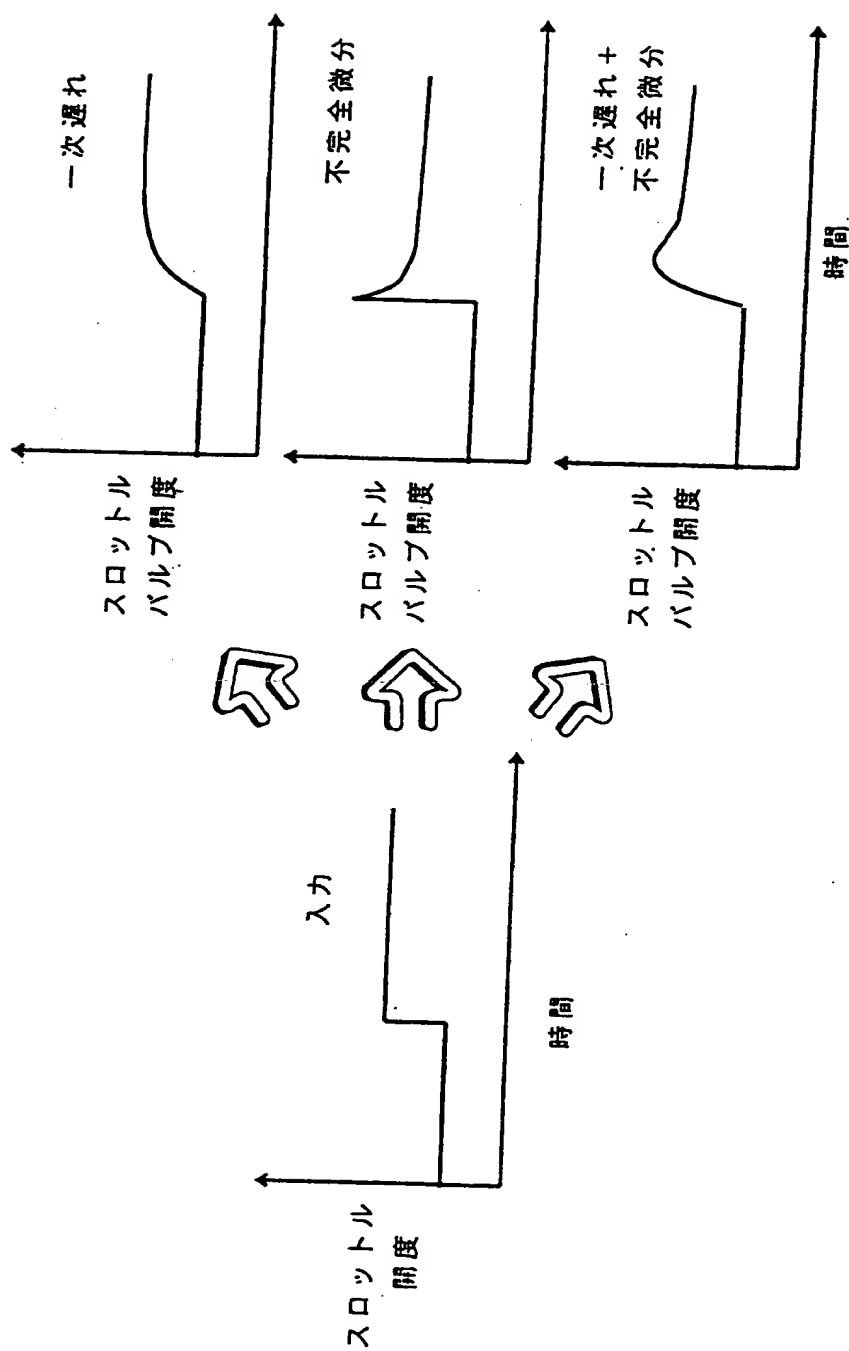 スロットル
開度
入力
時間
スロットル
バルブ開度
一次遅れ
スロットル
バルブ開度
不完全微分
スロットル
バルブ開度
一次遅れ+
不完全微分
時間